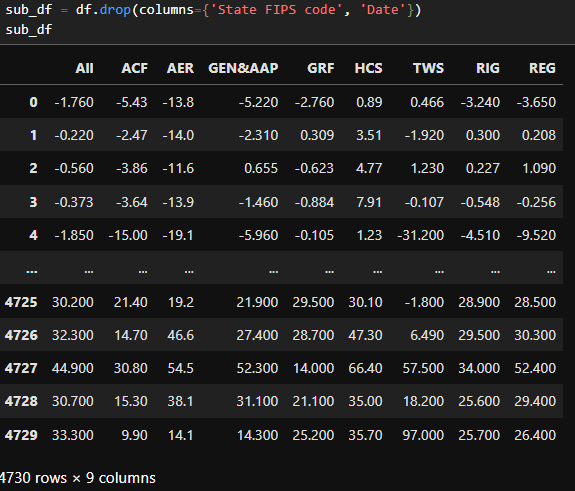 sub_df = df.drop(columns={'State FIPS code', 'Date'})
sub_df
All ACF AER GEN&AAP GRF HCS TWS RIG REG
0 -1.760 -5.43 -13.8 -5.220 -2.760 0.89 0.466 -3.240 -3.650
1 -0.220 -2.47 -14.0 -2.310 0.309 3.51 -1.920 0.300 0.208
2 -0.560 -3.86 -11.6 0.655 -0.623 4.77 1.230 0.227 1.090
3 -0.373 -3.64 -13.9 -1.460 -0.884 7.91 -0.107 -0.548 -0.256
4 -1.850 -15.00 -19.1 -5.960 -0.105 1.23 -31.200 -4.510 -9.520
... ... ... ... ... ... ... ... ... ...
4725 30.200 21.40 19.2 21.900 29.500 30.10 -1.800 28.900 28.500
4726 32.300 14.70 46.6 27.400 28.700 47.30 6.490 29.500 30.300
4727 44.900 30.80 54.5 52.300 14.000 66.40 57.500 34.000 52.400
4728 30.700 15.30 38.1 31.100 21.100 35.00 18.200 25.600 29.400
4729 33.300 9.90 14.1 14.300 25.200 35.70 97.000 25.700 26.400
4730 rows × 9 columns